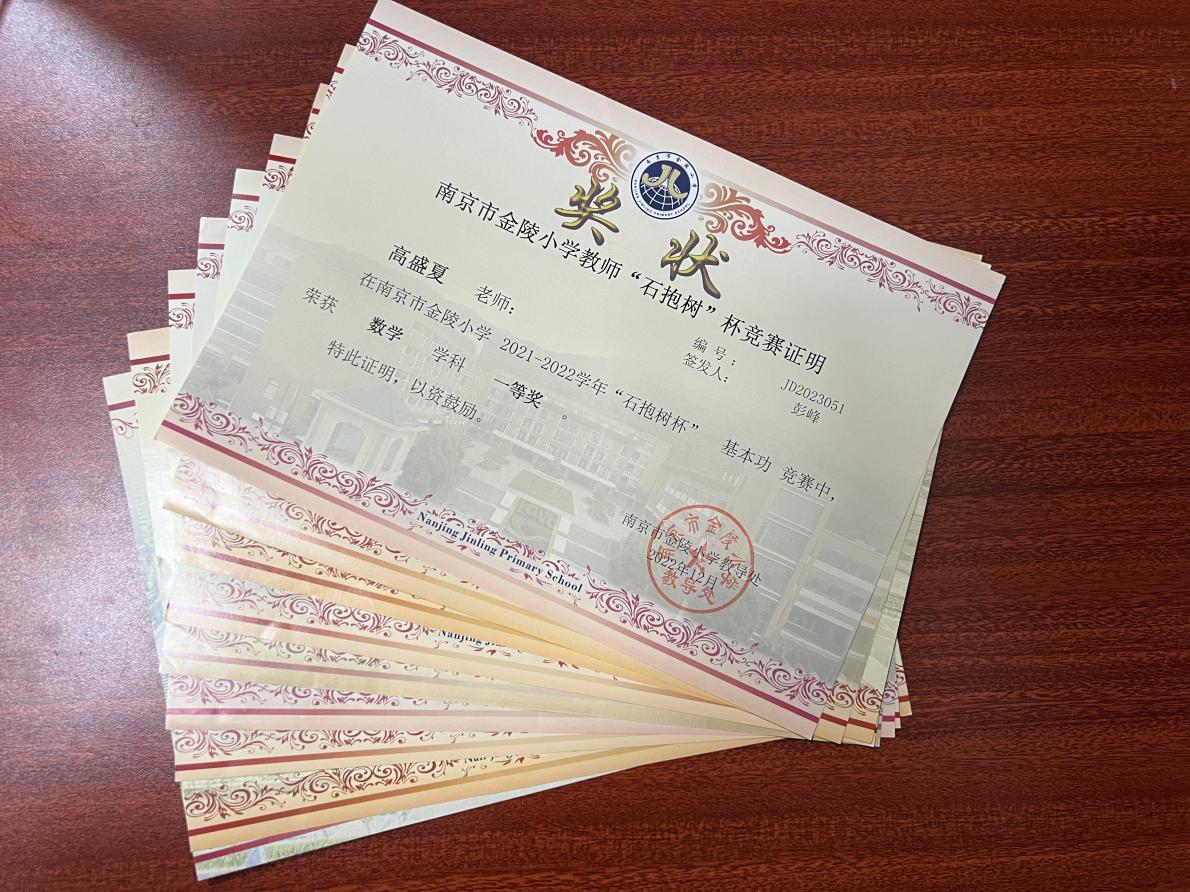 奖 状
南京市金陵小学教师“石抱树”杯竞赛证明
编 号： JD2023051
签发人： 彭峰
高盛夏 老师：
在南京市金陵小学 2021-2022学年“石抱树杯” 基本功 竞赛中，
荣获 数学 学科 一等奖 。
特此证明，以资鼓励。
南京市金陵小学教导处
2022年12月
教导处
Nanjing Jinling Primary School